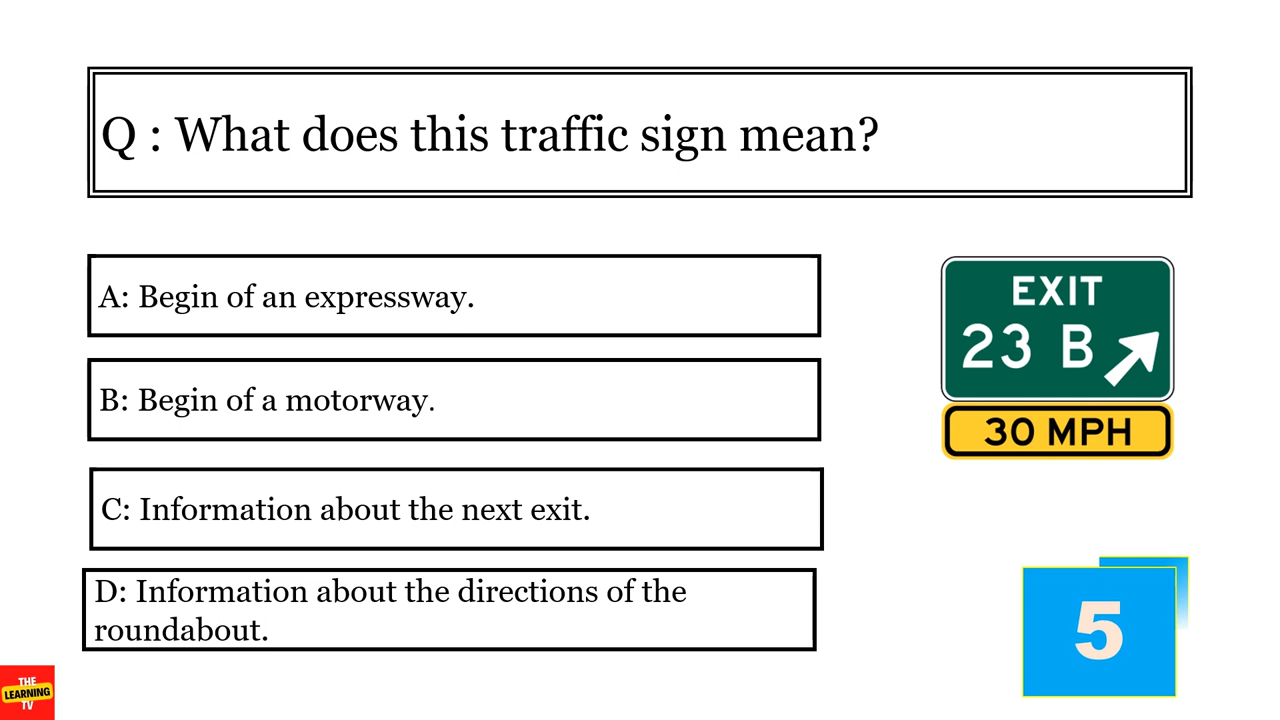 Q : What does this traffic sign mean?
A: Begin of an expressway.
B: Begin of a motorway.
C: Information about the next exit.
D: Information about the directions of the
roundabout.
EXIT
23 B
30 MPH
5
THE
LEARNING
TV